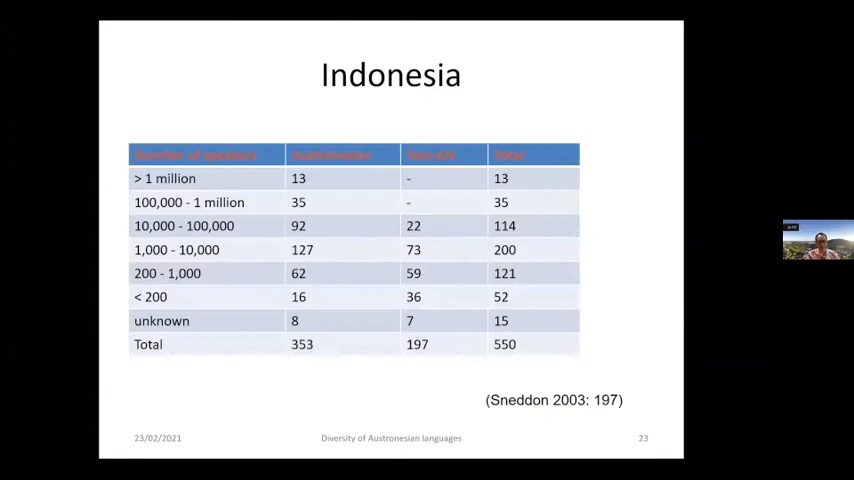 Indonesia
Number of speakers Austronesian Non-AN Total
> 1 million 13 - 13
100,000 - 1 million 35 - 35
10,000 - 100,000 92 22 114
1,000 - 10,000 127 73 200
200 - 1,000 62 59 121
< 200 16 36 52
unknown 8 7 15
Total 353 197 550
(Sneddon 2003: 197)
23/02/2021 Diversity of Austronesian languages 23